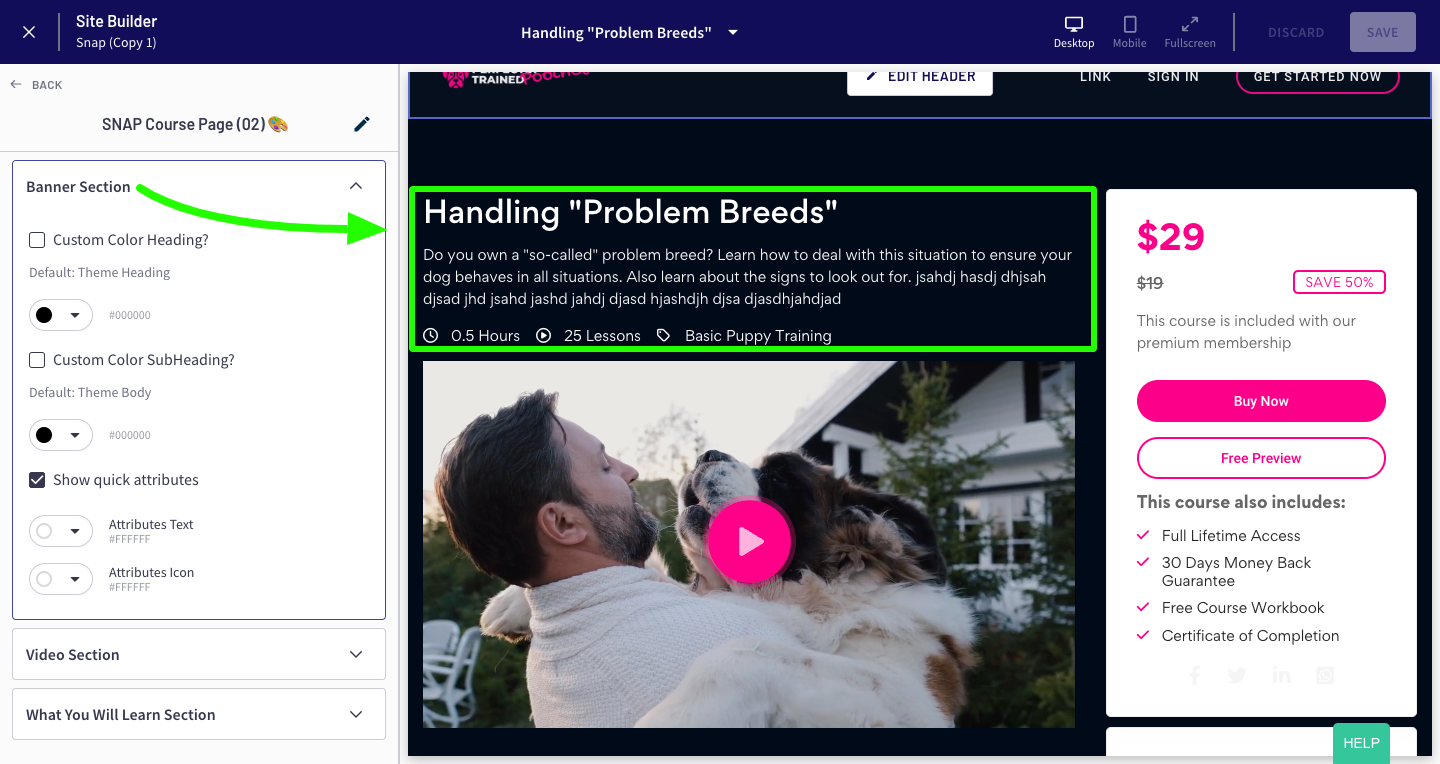 Site Builder
Snap (Copy 1)
Handling "Problem Breeds"
Desktop
Mobile
Fullscreen
DISCARD
SAVE
BACK
SNAP Course Page (02)🎨
Banner Section
Custom Color Heading?
Default: Theme Heading
#000000
Custom Color SubHeading?
Default: Theme Body
#000000
Show quick attributes
Attributes Text
#FFFFFF
Attributes Icon
#FFFFFF
Video Section
What You Will Learn Section
TRAINED
EDIT HEADER
LINK
SIGN IN
GET STARTED NOW
Handling "Problem Breeds"
Do you own a "so-called" problem breed? Learn how to deal with this situation to ensure your
dog behaves in all situations. Also learn about the signs to look out for. jsahdj hasdj dhjsah
djsad jhd jsahd jashd jahdj djasd hjashdjh djsa djasdhjahdjad
0.5 Hours
25 Lessons
Basic Puppy Training
$29
$19
SAVE 50%
This course is included with our
premium membership
Buy Now
Free Preview
This course also includes:
Full Lifetime Access
30 Days Money Back
Guarantee
Free Course Workbook
Certificate of Completion
HELP